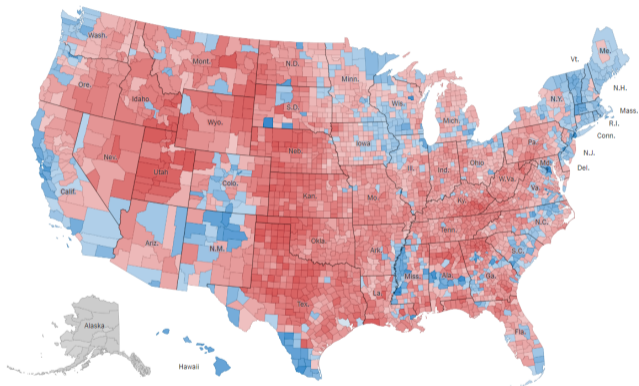 Wash.
Mont.
N.D.
Minn.
Vt.
Me.
Ore.
Idaho
S.D.
Wis.
Mich.
N.Y.
N.H.
Mass.
R.I.
Conn.
Wyo.
Iowa
Pa.
N.J.
Nev.
Utah
Neb.
Ill.
Ind.
Ohio
Md.
Del.
Calif.
Colo.
Kan.
Mo.
W.Va.
Va.
Ky.
Ariz.
N.M.
Okla.
Ark.
Tenn.
N.C.
S.C.
Tex.
La.
Miss.
Ala.
Ga.
Fla.
Alaska
Hawaii